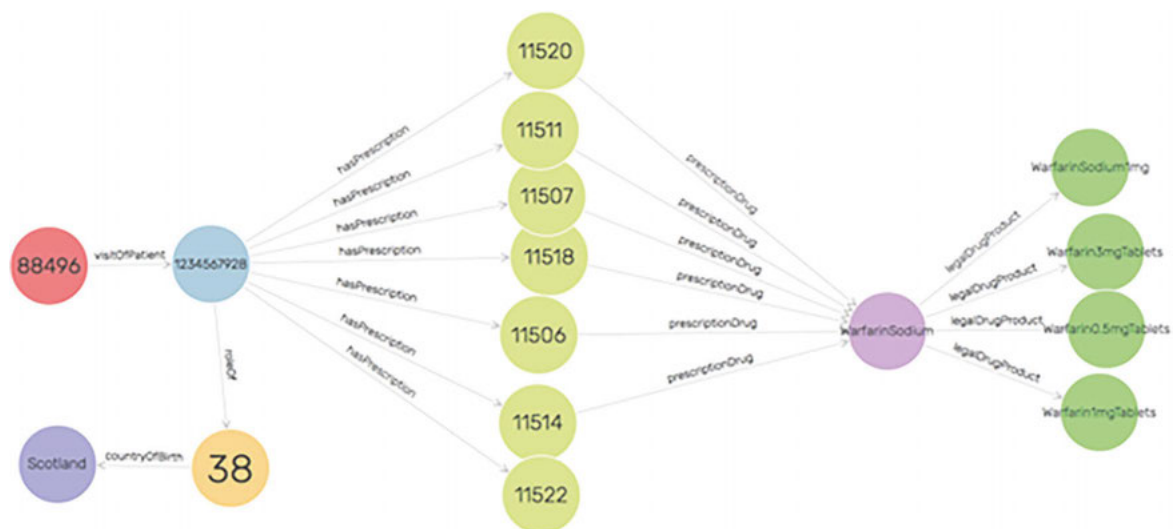 11520
11511
11507
11518
11506
11514
11522
hasPrescription
hasPrescription
hasPrescription
hasPrescription
hasPrescription
hasPrescription
hasPrescription
prescriptionDrug
prescriptionDrug
prescriptionDrug
prescriptionDrug
prescriptionDrug
prescriptionDrug
88496
visitOfPatient
1234567928
roleOf
38
countryOfBirth
Scotland
WarfarinSodium
legalDrugProduct
legalDrugProduct
legalDrugProduct
legalDrugProduct
WarfarinSodium1mg
Warfarin3mgTablets
Warfarin0.5mgTablets
Warfarin1mgTablets